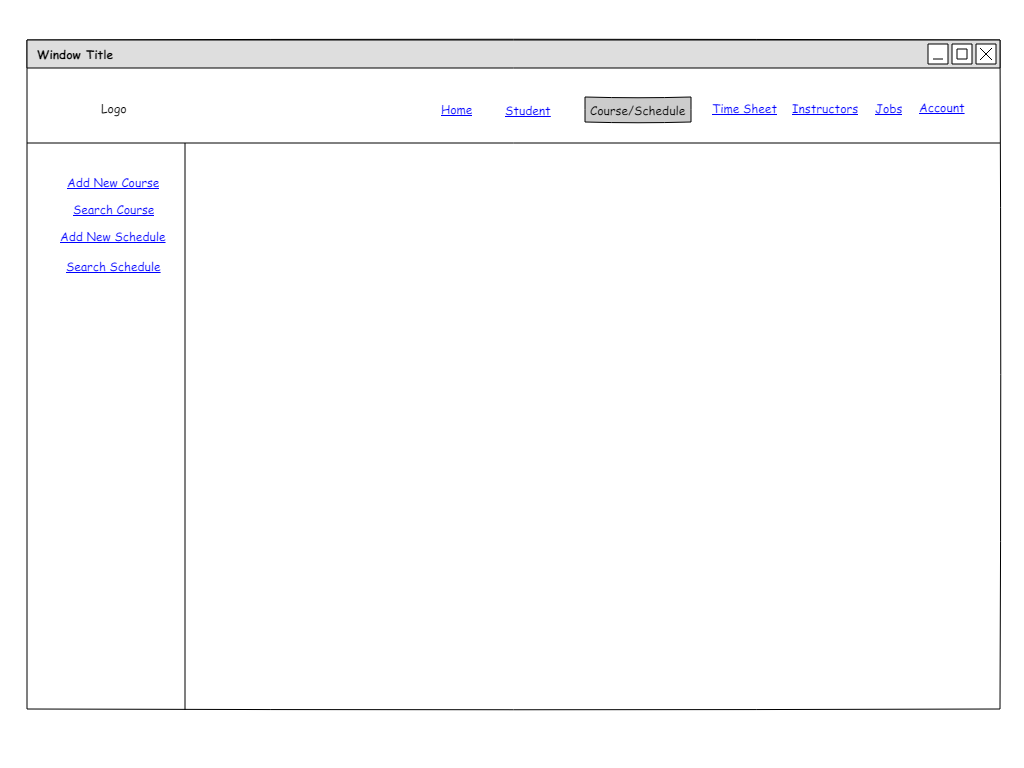 Window Title
Logo Home Student Course/Schedule Time Sheet Instructors Jobs Account
Add New Course
Search Course
Add New Schedule
Search Schedule